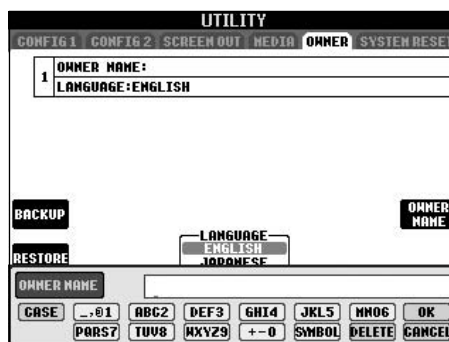 UTILITY
CONFIG 1 CONFIG 2 SCREEN OUT MEDIA OWNER SYSTEM RESET
1 OWNER NAME:
LANGUAGE:ENGLISH
BACKUP
OWNER NAME
LANGUAGE
RESTORE
ENGLISH
JAPANESE
OWNER NAME
CASE _,@1 ABC2 DEF3 GHI4 JKL5 MNO6 OK
PQRS7 TUV8 WXYZ9 +-0 SYMBOL DELETE CANCEL